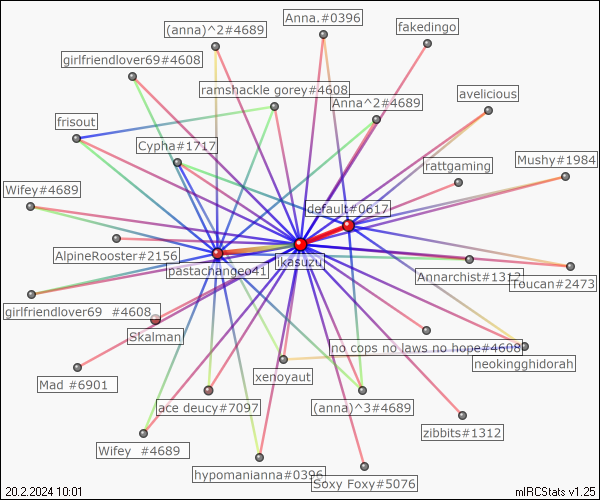 (anna)^2#4689
Anna.#0396
fakedingo
girlfriendlover69#4608
ramshackle gorey#4608
Anna^2#4689
avelicious
frisout
Cypha#1717
rattgaming
Mushy#1984
Wifey#4689
default#0617
AlpineRooster#2156
pastachangeo41
ikasuzu
Annarchist#1312
Toucan#2473
girlfriendlover69 #4608
Skalman
no cops no laws no hope#4608
neokingghidorah
Mad #6901
xenoyaut
ace deucy#7097
(anna)^3#4689
zibbits#1312
Wifey #4689
hypomanianna#0396
Soxy Foxy#5076
20.2.2024 10:01
mIRCStats v1.25